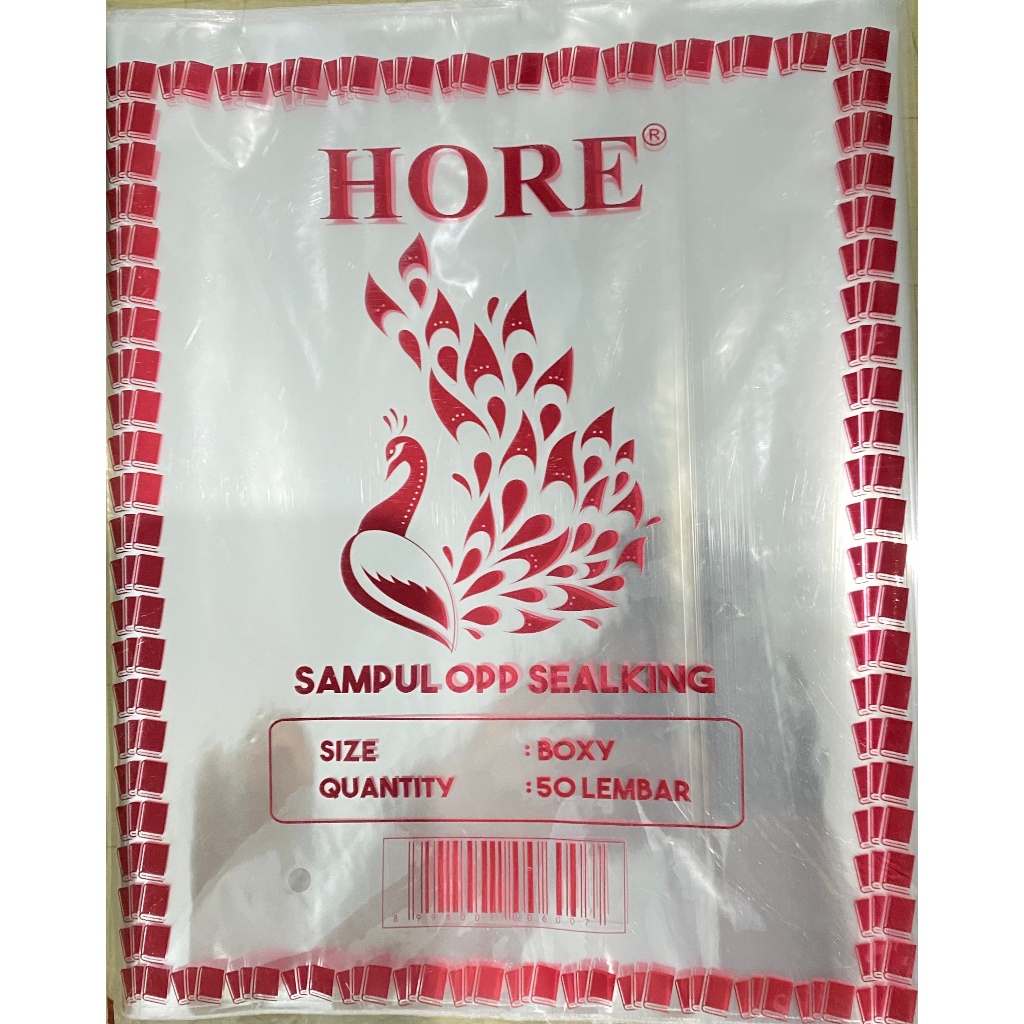 HORE®
SAMPUL OPP SEALKING
SIZE : BOXY
QUANTITY : 50 LEMBAR